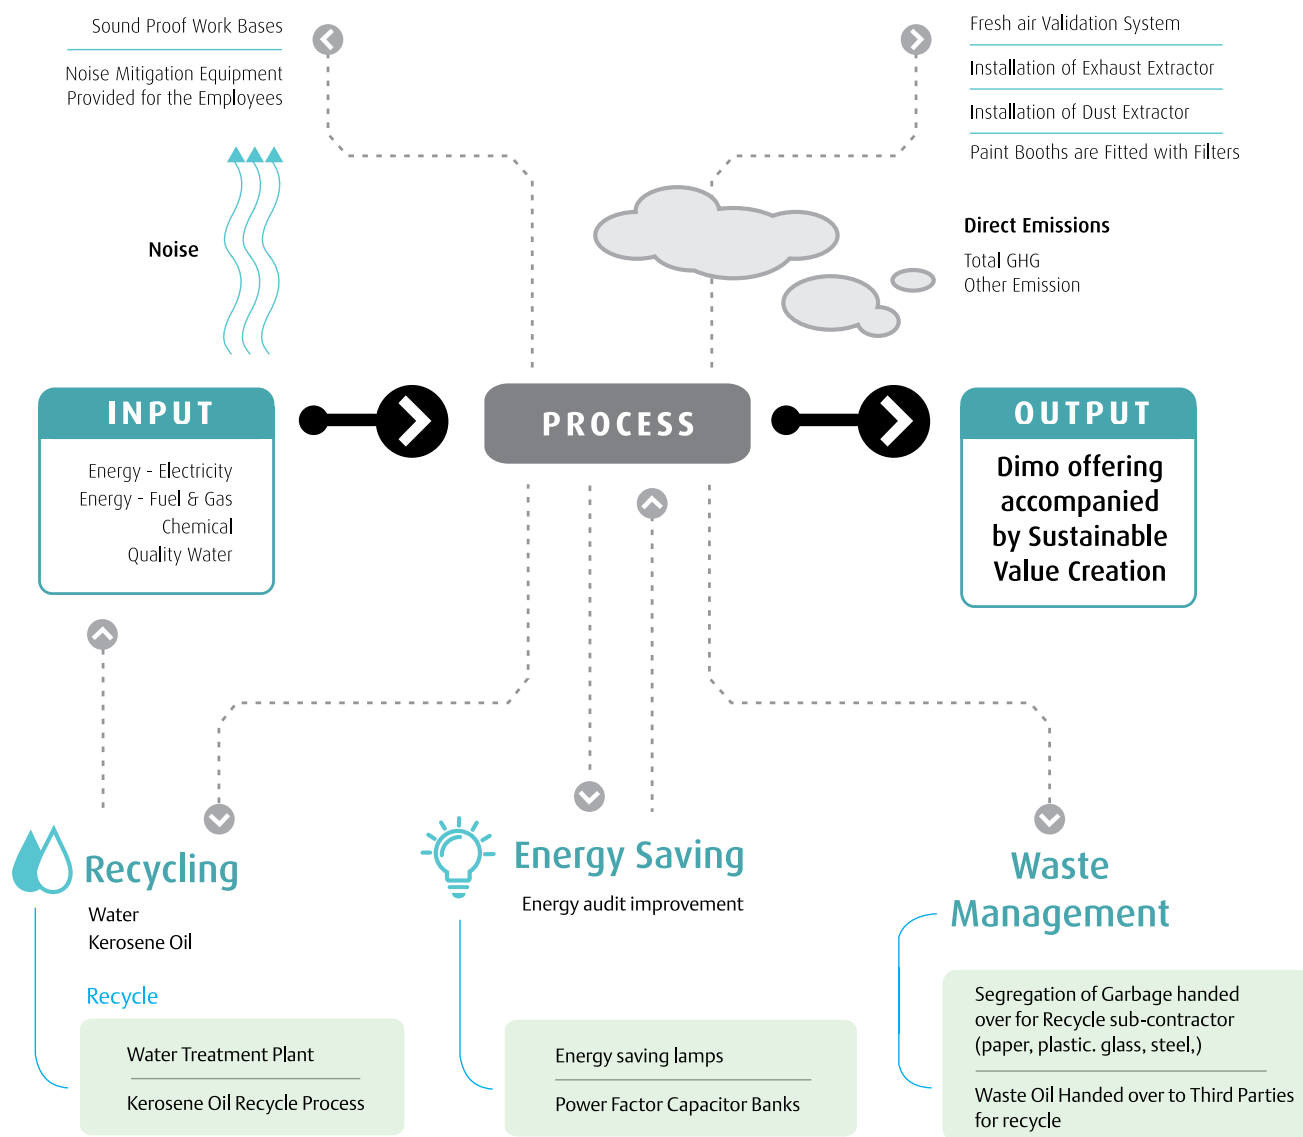 Sound Proof Work Bases
Noise Mitigation Equipment
Provided for the Employees
Fresh air Validation System
Installation of Exhaust Extractor
Installation of Dust Extractor
Paint Booths are Fitted with Filters
Noise
Direct Emissions
Total GHG
Other Emission
INPUT
Energy - Electricity
Energy - Fuel & Gas
Chemical
Quality Water
PROCESS
OUTPUT
Dimo offering
accompanied
by Sustainable
Value Creation
Recycling
Water
Kerosene Oil
Recycle
Water Treatment Plant
Kerosene Oil Recycle Process
Energy Saving
Energy audit improvement
Energy saving lamps
Power Factor Capacitor Banks
Waste
Management
Segregation of Garbage handed
over for Recycle sub-contractor
(paper, plastic. glass, steel,)
Waste Oil Handed over to Third Parties
for recycle